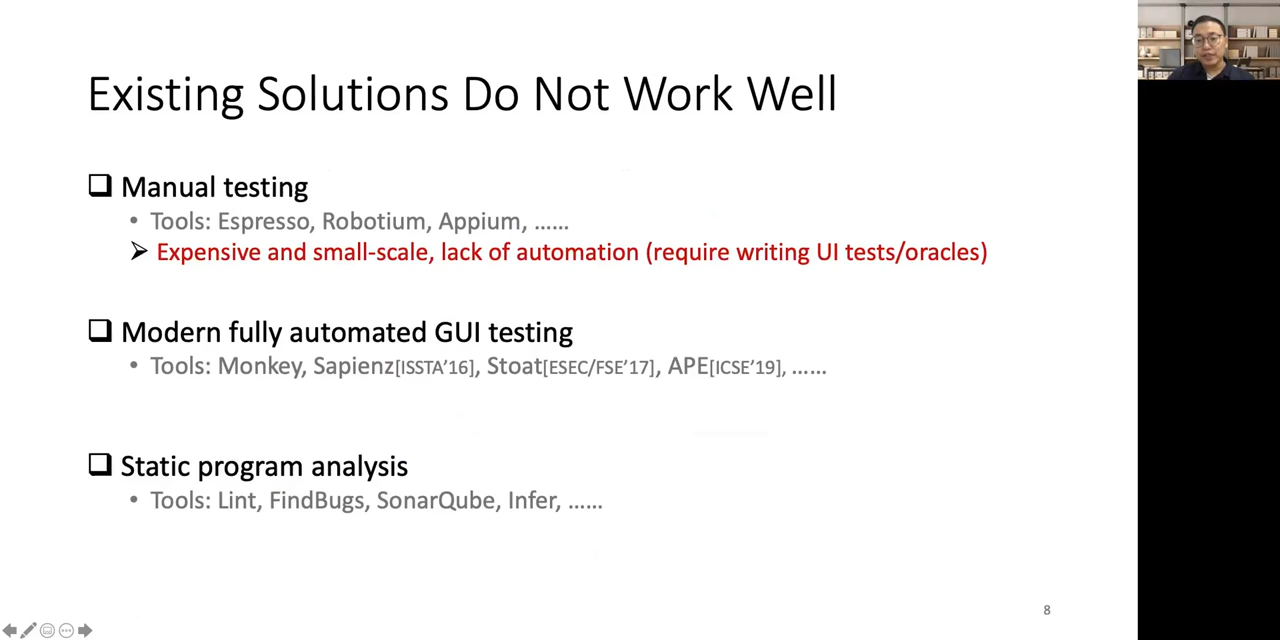 Existing Solutions Do Not Work Well
Manual testing
Tools: Espresso, Robotium, Appium, ……
Expensive and small-scale, lack of automation (require writing UI tests/oracles)
Modern fully automated GUI testing
Tools: Monkey, Sapienz[ISSTA’16], Stoat[ESEC/FSE’17], APE[ICSE’19], ……
Static program analysis
Tools: Lint, FindBugs, SonarQube, Infer, ……
8